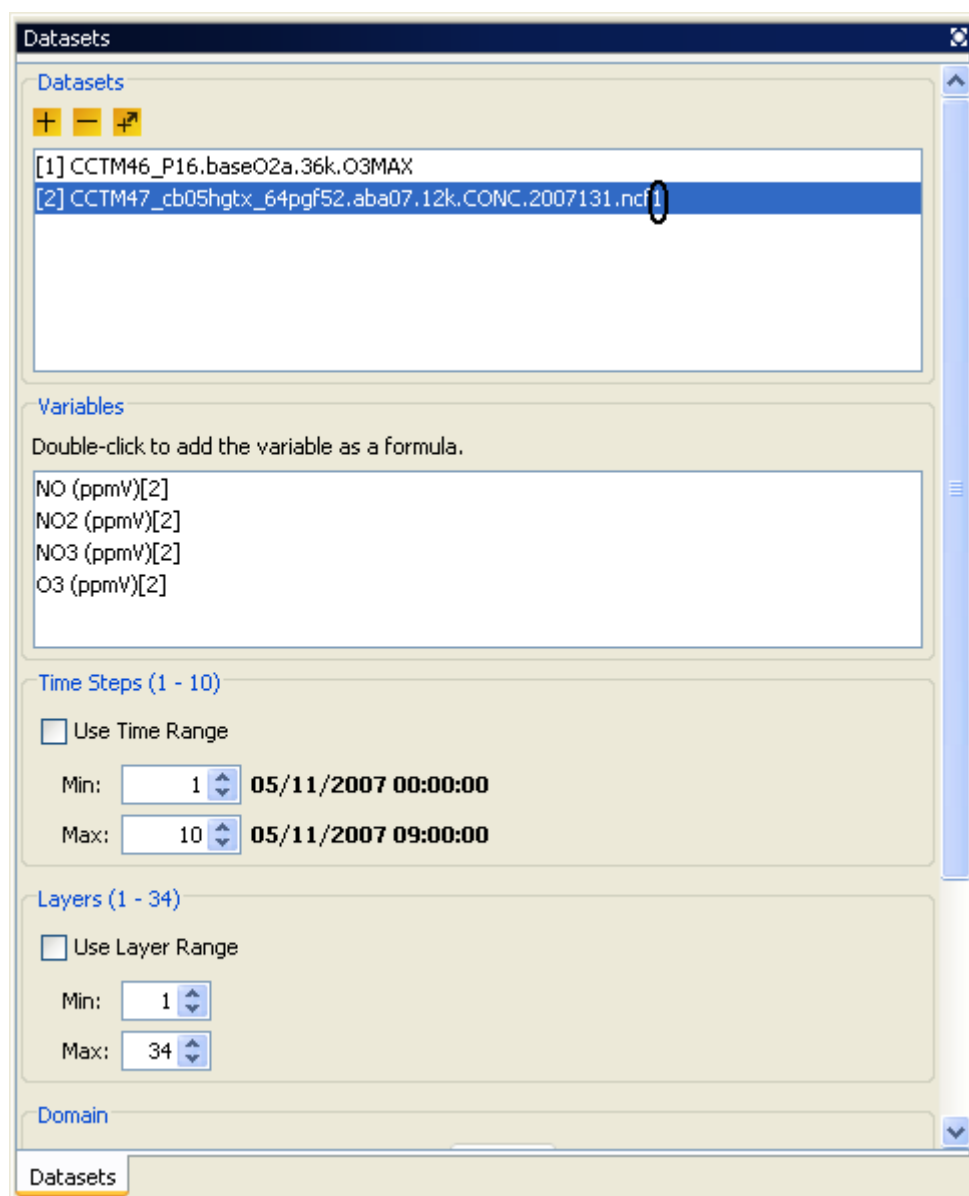 Datasets
Datasets
[1] CCTM46_P16.baseO2a.36k.O3MAX
[2] CCTM47_cb05hgtx_64pgf52.aba07.12k.CONC.2007131.ncf1
Variables
Double-click to add the variable as a formula.
NO (ppmV)[2]
NO2 (ppmV)[2]
NO3 (ppmV)[2]
O3 (ppmV)[2]
Time Steps (1 - 10)
Use Time Range
Min: 1 05/11/2007 00:00:00
Max: 10 05/11/2007 09:00:00
Layers (1 - 34)
Use Layer Range
Min: 1
Max: 34
Domain
Datasets